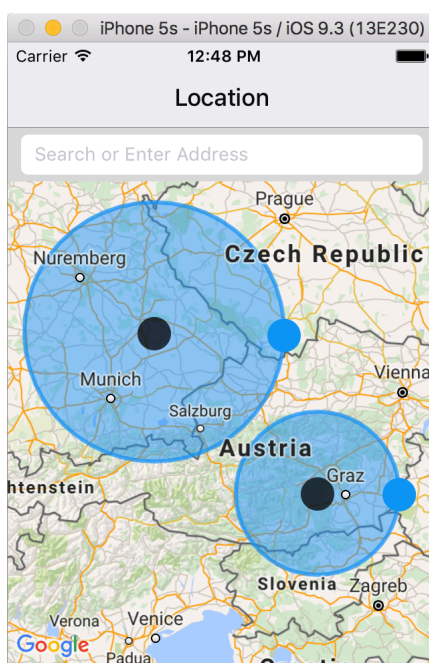 iPhone 5s - iPhone 5s / iOS 9.3 (13E230)
Carrier 12:48 PM
Location
Search or Enter Address
Prague
Czech Republic
Nuremberg
Vienna
Munich
Salzburg
Austria
Graz
htenstein
Slovenia Zagreb
Verona Venice
Google
Padua